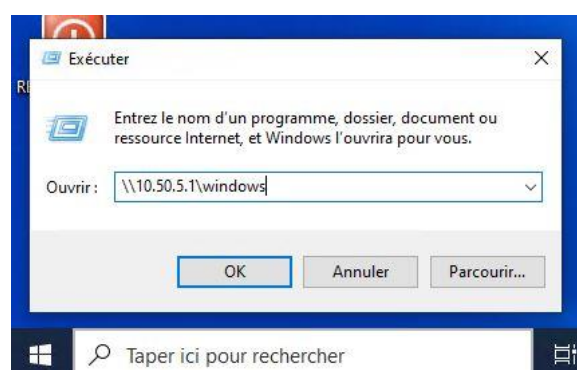 RE
Exécuter
Entrez le nom d'un programme, dossier, document ou
ressource Internet, et Windows l'ouvrira pour vous.
Ouvrir :
\\10.50.5.1\windows
OK Annuler Parcourir...
Taper ici pour rechercher